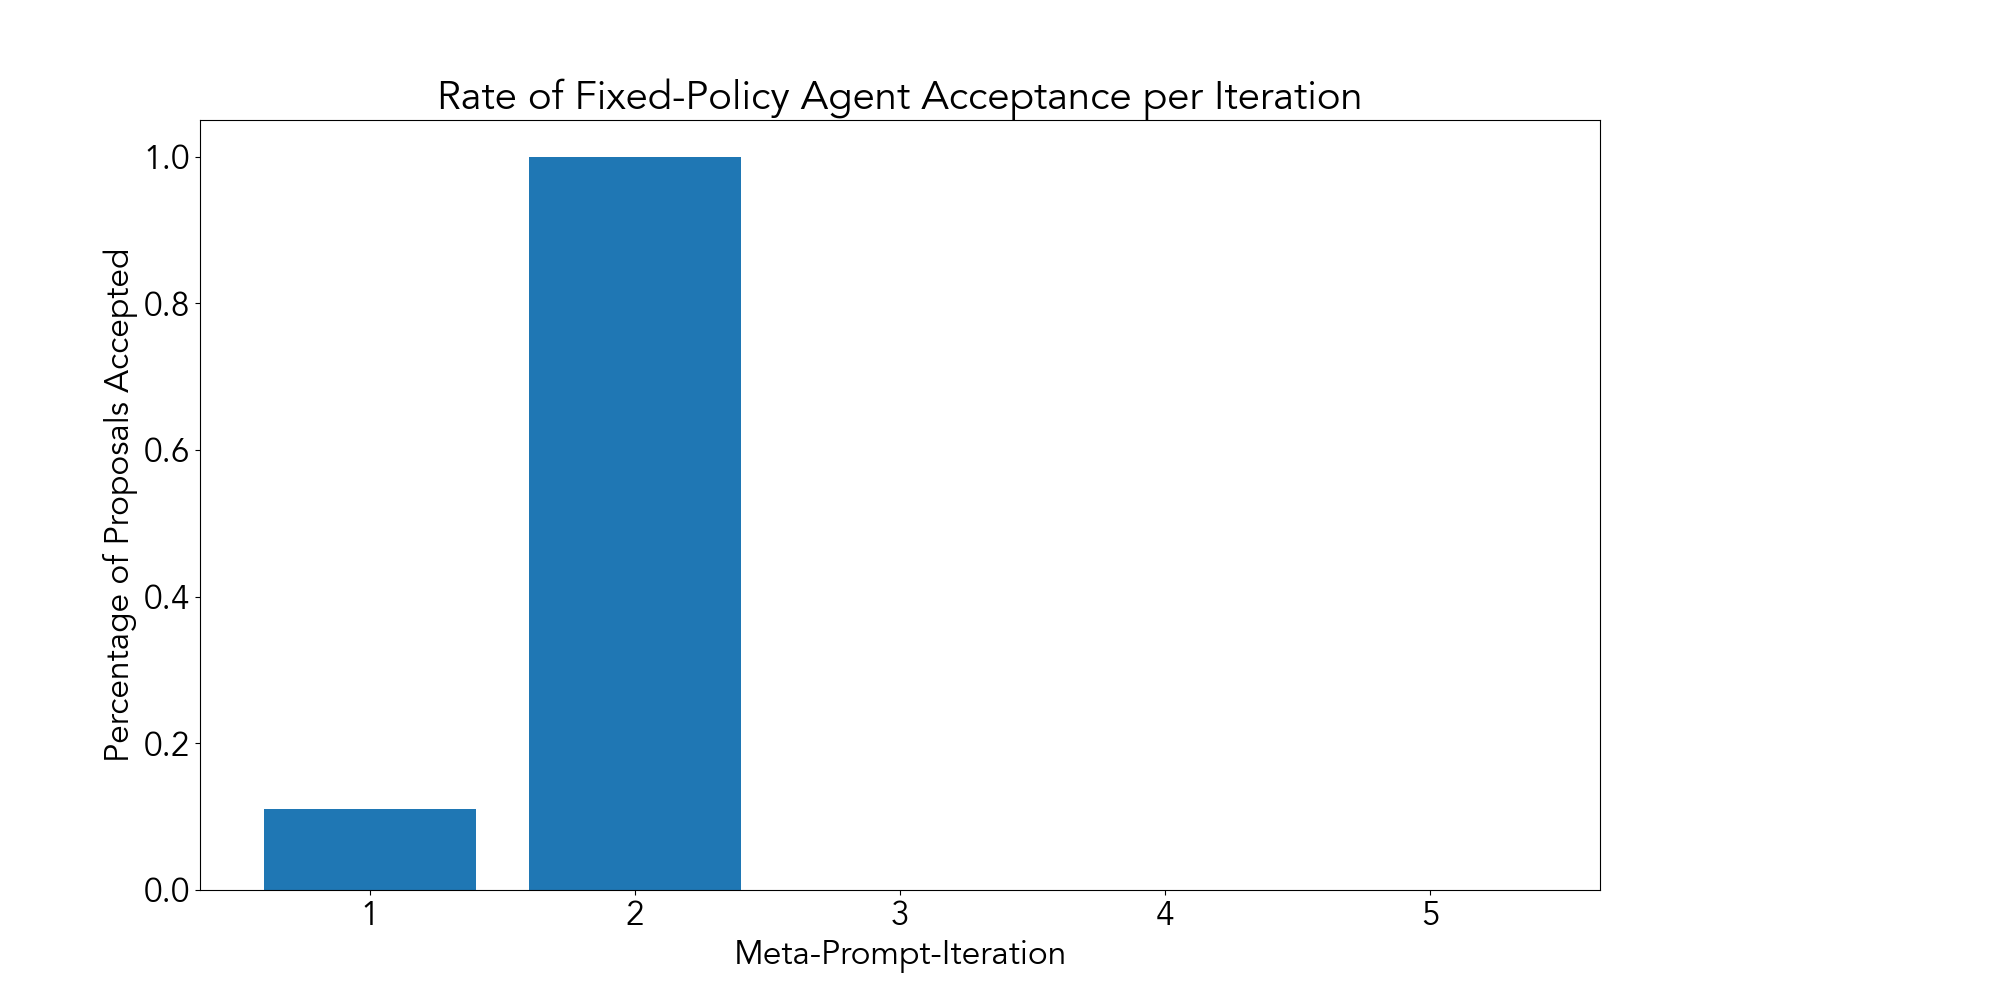 Rate of Fixed-Policy Agent Acceptance per Iteration
Percentage of Proposals Accepted
1.0
0.8
0.6
0.4
0.2
0.0
1 2 3 4 5
Meta-Prompt-Iteration